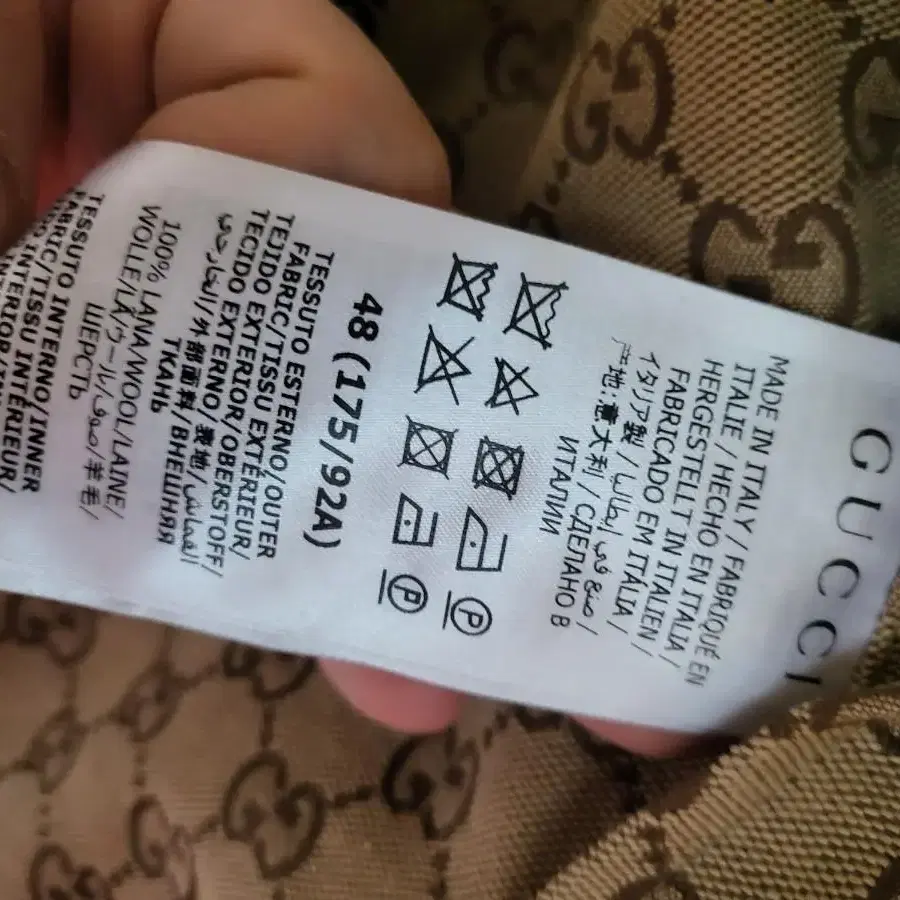 GUCCI
MADE IN ITALY / FABRIQUÉ EN
ITALIE / HECHO EN ITALIA /
HERGESTELLT IN ITALIEN /
FABRICADO EM ITÁLIA /
イタリア製 / صنع في إيطاليا /
产地:意大利 / СДЕЛАНО В
ИТАЛИИ
P
P
48 (175/92A)
TESSUTO ESTERNO/OUTER
FABRIC/TISSU EXTÉRIEUR/
TEJIDO EXTERIOR/OBERSTOFF/
TECIDO EXTERNO/表地/القماش
الخارجي/外部面料/ВНЕШНЯЯ
ТКАНЬ
100% LANA/WOOL/LAINE/
WOLLE/LÃ/ウール/صوف/羊毛/
ШЕРСТЬ
TESSUTO INTERNO/INNER
FABRIC/TISSU INTÉRIEUR/
INTERIOR/